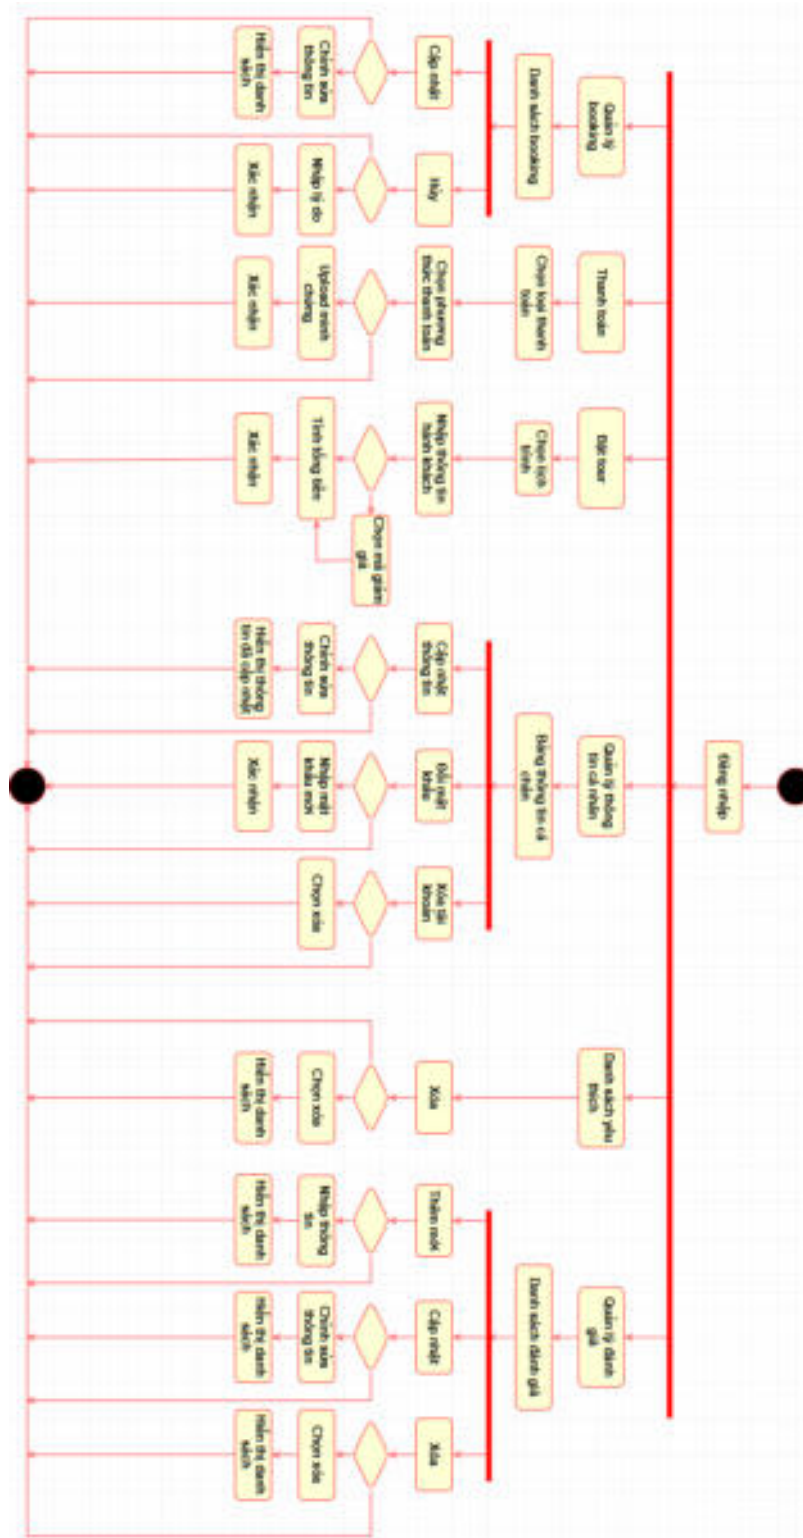 Đăng nhập
Quản lý
booking
Thanh toán
Đặt tour
Quản lý thông
tin cá nhân
Danh sách yêu
thích
Quản lý đánh
giá
Danh sách booking
Chọn loại thanh
toán
Chọn lịch
trình
Bảng thông tin cá
nhân
Danh sách đánh giá
Cập nhật
Hủy
Chọn phương
thức thanh toán
Nhập thông tin
hành khách
Cập nhật
thông tin
Đổi mật
khẩu
Xóa tài
khoản
Xóa
Thêm mới
Cập nhật
Xóa
Chọn mã giảm
giá
Chỉnh sửa
thông tin
Nhập lý do
Upload minh
chứng
Tính tổng tiền
Chỉnh sửa
thông tin
Nhập mật
khẩu mới
Chọn xóa
Chọn xóa
Nhập thông
tin
Chỉnh sửa
thông tin
Chọn xóa
Hiển thị danh
sách
Xác nhận
Xác nhận
Xác nhận
Hiển thị thông
tin đã cập nhật
Xác nhận
Hiển thị danh
sách
Hiển thị danh
sách
Hiển thị danh
sách
Hiển thị danh
sách